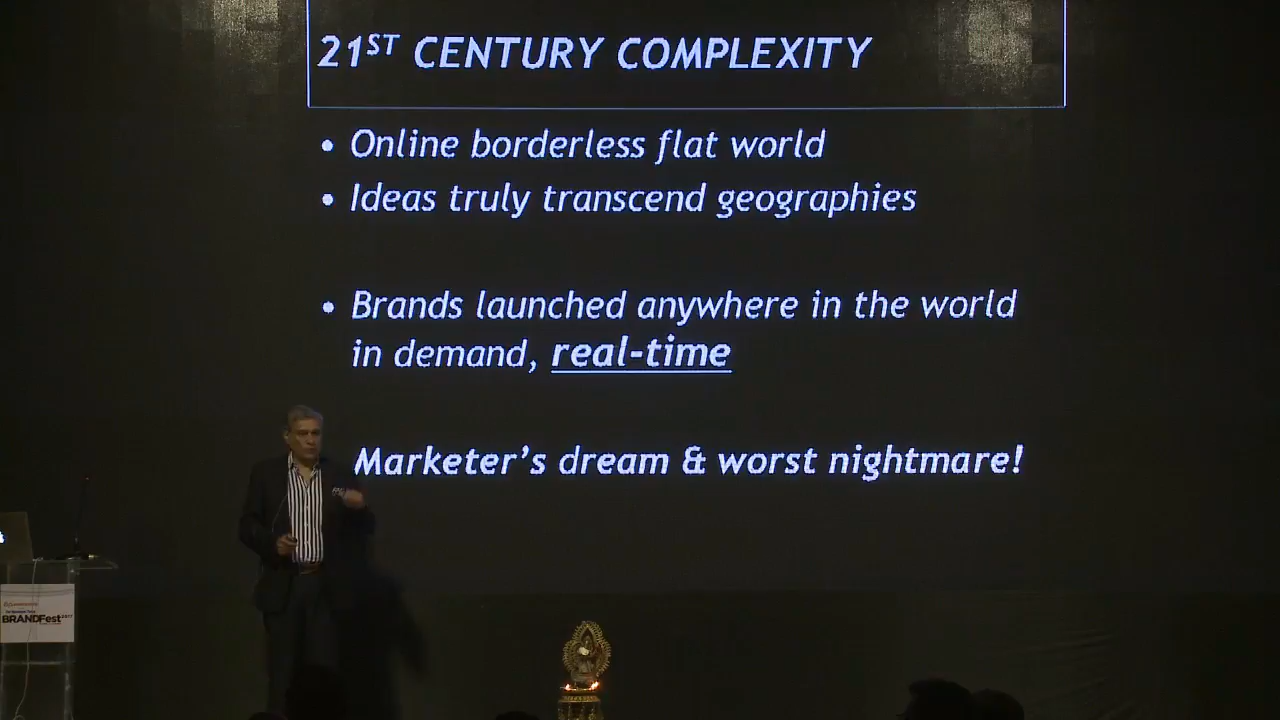 21ST CENTURY COMPLEXITY
• Online borderless flat world
• Ideas truly transcend geographies
• Brands launched anywhere in the world
in demand, real-time
Marketer's dream & worst nightmare!
BRANDFest 2017